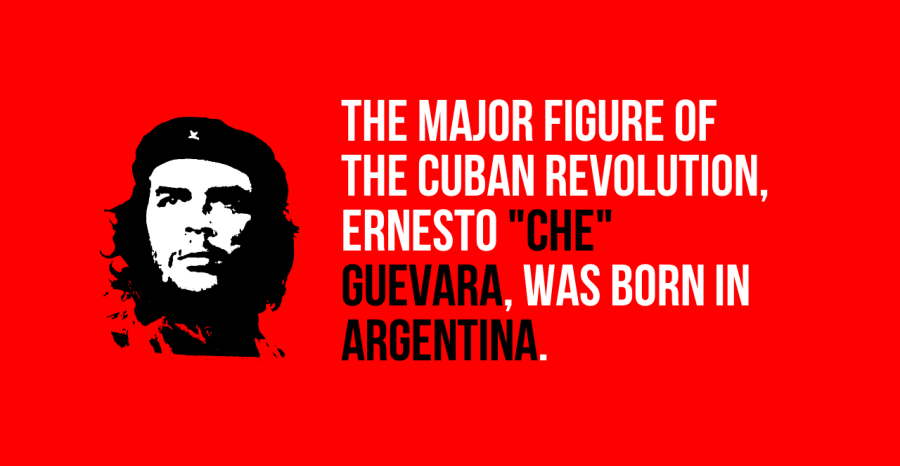 THE MAJOR FIGURE OF
THE CUBAN REVOLUTION,
ERNESTO "CHE"
GUEVARA, WAS BORN IN
ARGENTINA.